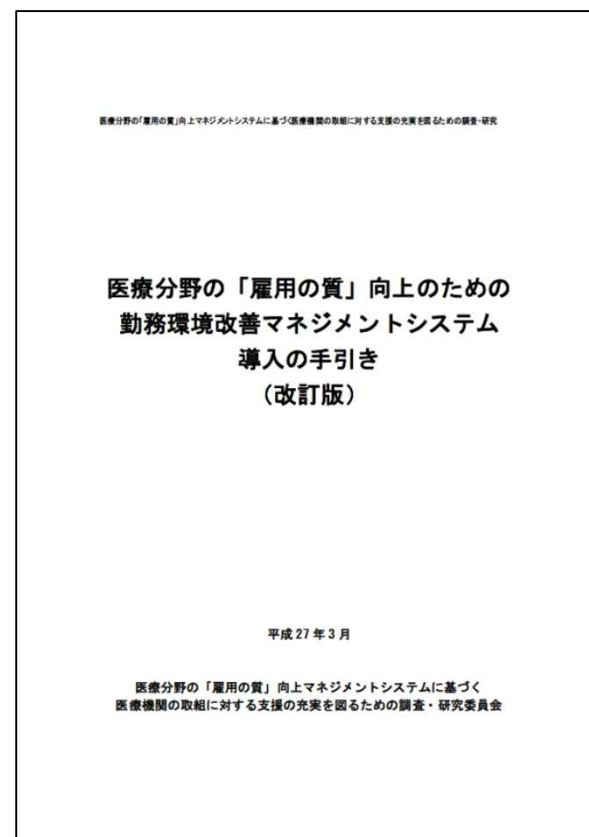 医療分野の「雇用の質」向上マネジメントシステムに基づく医療機関の取組に対する支援の充実を図るための調査・研究
医療分野の「雇用の質」向上のための
勤務環境改善マネジメントシステム
導入の手引き
（改訂版）
平成27年3月
医療分野の「雇用の質」向上マネジメントシステムに基づく
医療機関の取組に対する支援の充実を図るための調査・研究委員会